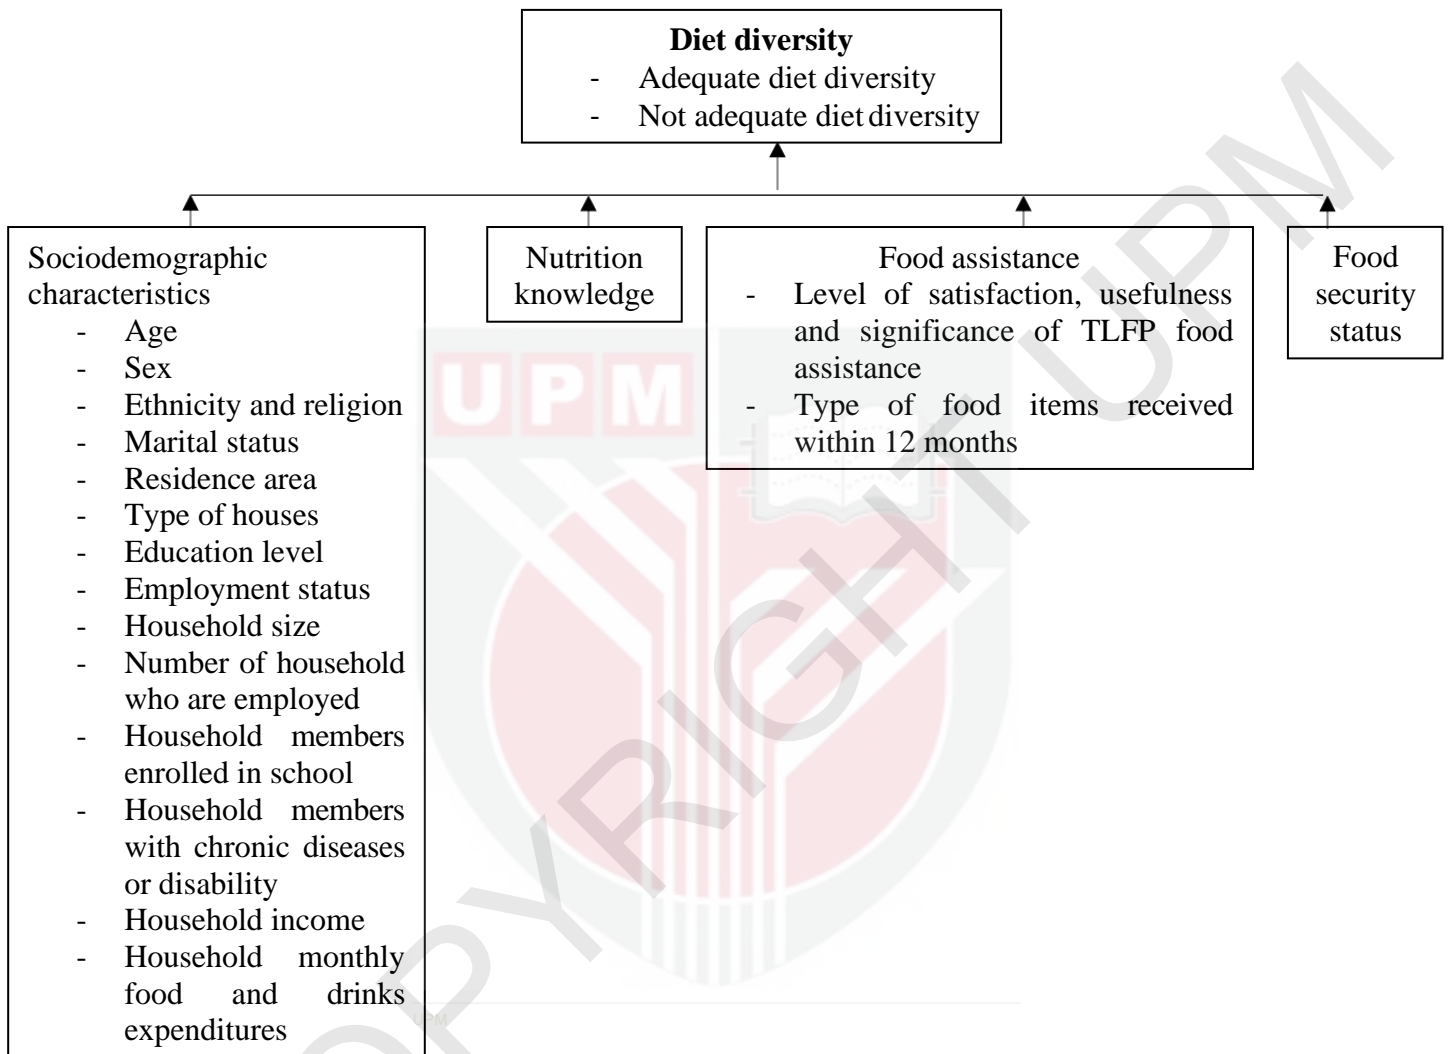 Diet diversity
- Adequate diet diversity
- Not adequate diet diversity
Sociodemographic
characteristics
- Age
- Sex
- Ethnicity and religion
- Marital status
- Residence area
- Type of houses
- Education level
- Employment status
- Household size
- Number of household
who are employed
- Household members
enrolled in school
- Household members
with chronic diseases
or disability
- Household income
- Household monthly
food and drinks
expenditures
Nutrition
knowledge
Food assistance
- Level of satisfaction, usefulness
and significance of TLFP food
assistance
- Type of food items received
within 12 months
Food
security
status
UPM
OPYRIGHT UPM
UPM